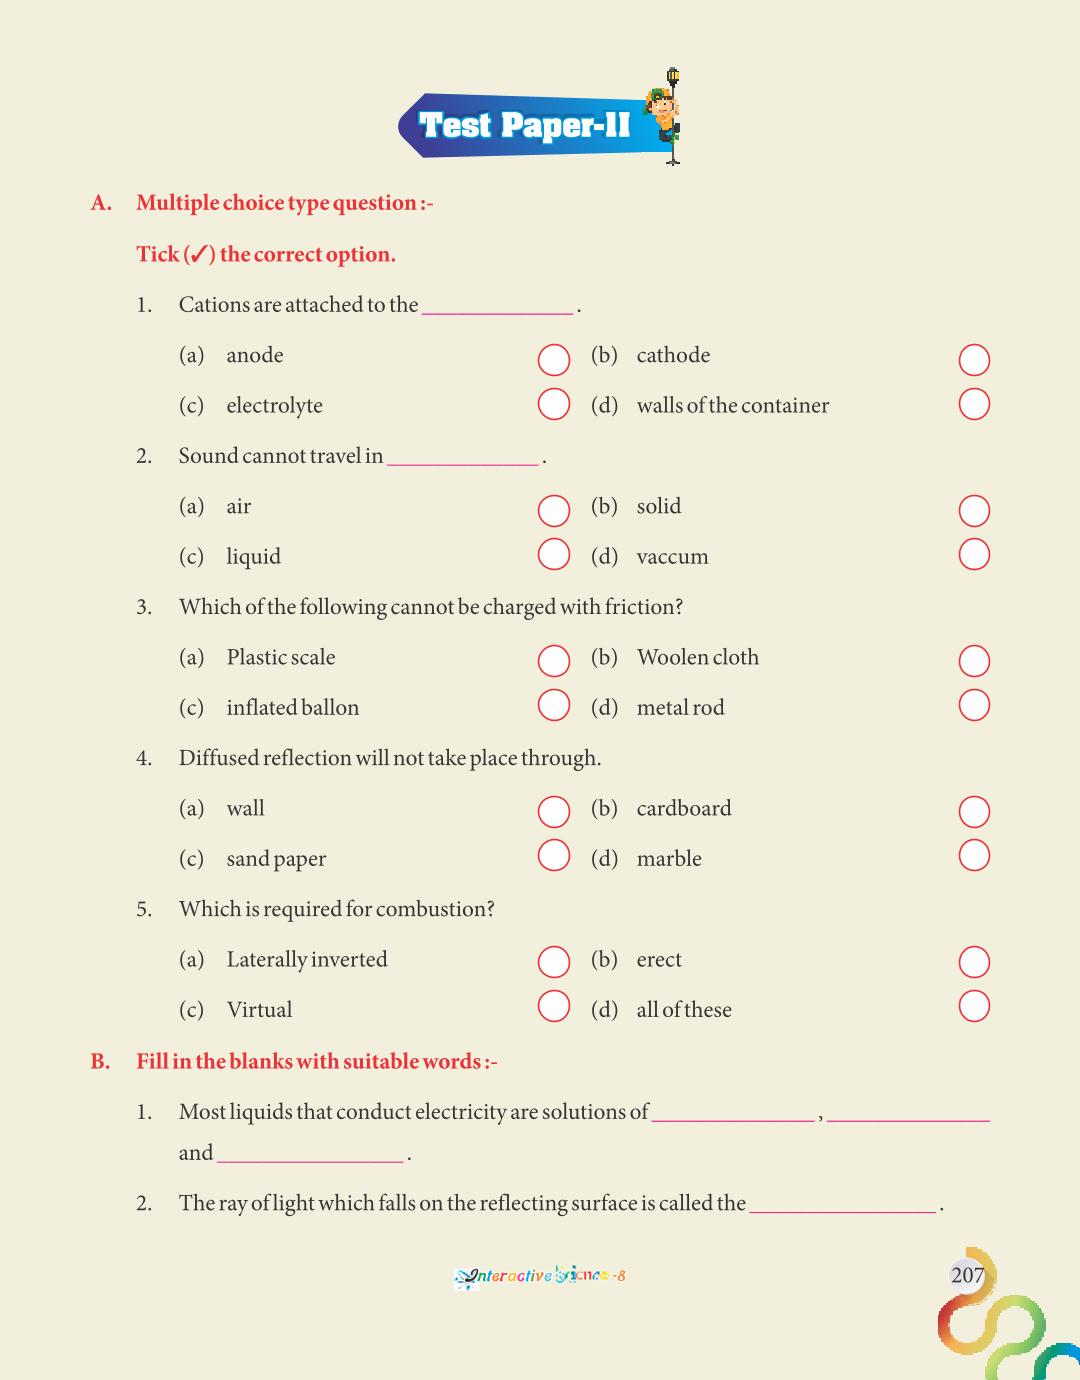 Test Paper-II
A. Multiple choice type question :-
Tick (✓) the correct option.
1. Cations are attached to the _____________ .
(a) anode (b) cathode
(c) electrolyte (d) walls of the container
2. Sound cannot travel in _____________ .
(a) air (b) solid
(c) liquid (d) vaccum
3. Which of the following cannot be charged with friction?
(a) Plastic scale (b) Woolen cloth
(c) inflated ballon (d) metal rod
4. Diffused reflection will not take place through.
(a) wall (b) cardboard
(c) sand paper (d) marble
5. Which is required for combustion?
(a) Laterally inverted (b) erect
(c) Virtual (d) all of these
B. Fill in the blanks with suitable words :-
1. Most liquids that conduct electricity are solutions of ______________ , ______________
and ________________ .
2. The ray of light which falls on the reflecting surface is called the ________________ .
Interactive Science -8
207